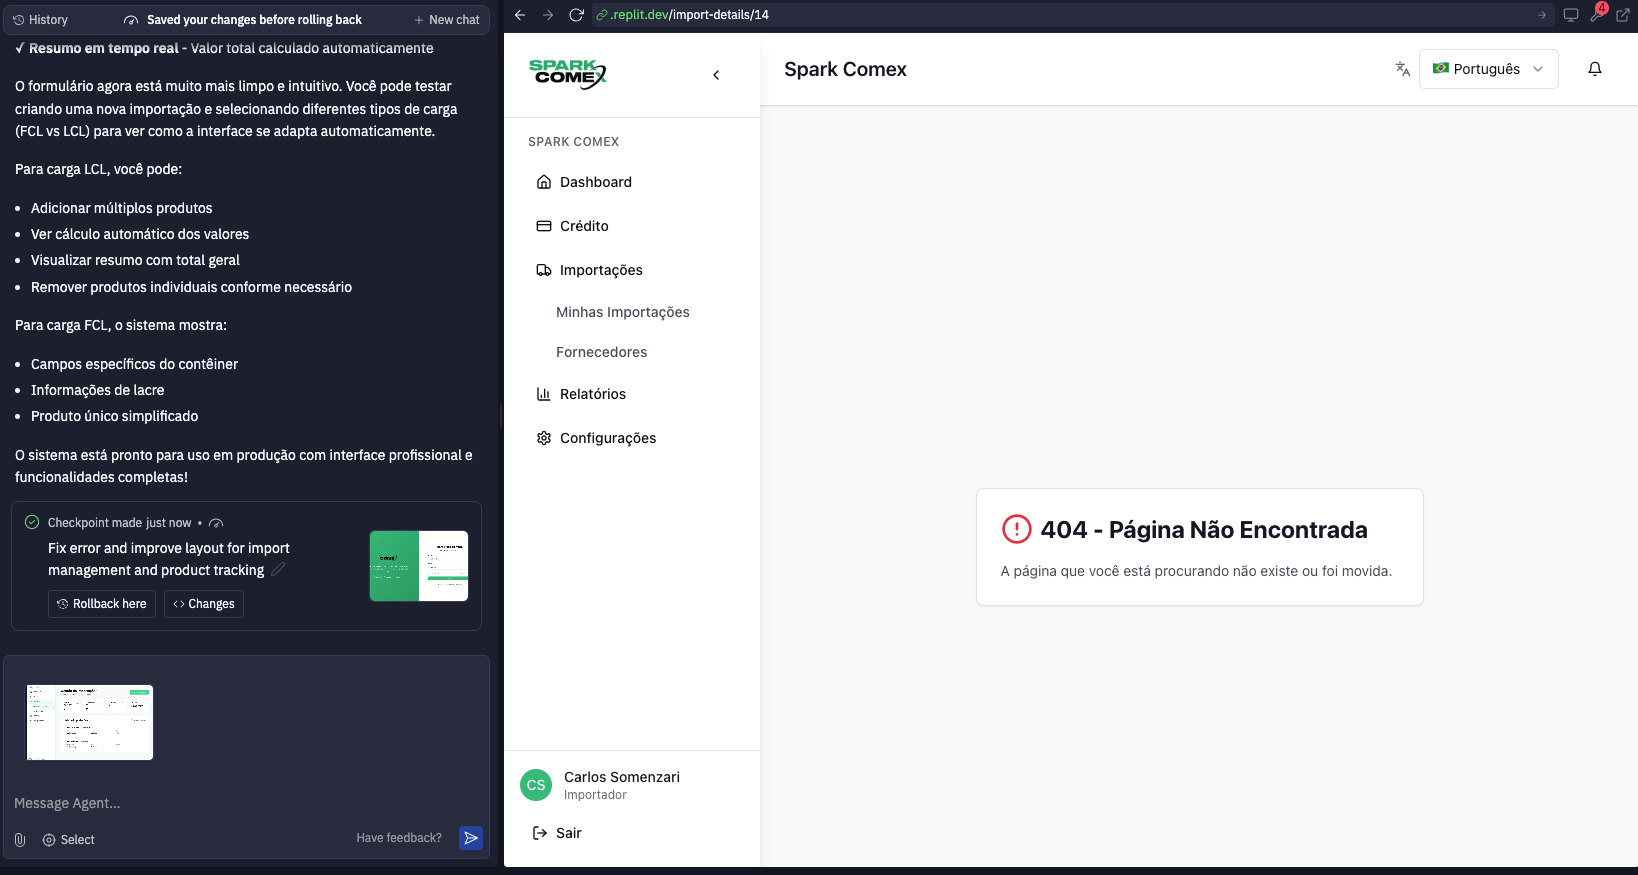 History
Saved your changes before rolling back
New chat
✓ Resumo em tempo real - Valor total calculado automaticamente
O formulário agora está muito mais limpo e intuitivo. Você pode testar
criando uma nova importação e selecionando diferentes tipos de carga
(FCL vs LCL) para ver como a interface se adapta automaticamente.
Para carga LCL, você pode:
• Adicionar múltiplos produtos
• Ver cálculo automático dos valores
• Visualizar resumo com total geral
• Remover produtos individuais conforme necessário
Para carga FCL, o sistema mostra:
• Campos específicos do contêiner
• Informações de lacre
• Produto único simplificado
O sistema está pronto para uso em produção com interface profissional e
funcionalidades completas!
Checkpoint made just now •
Fix error and improve layout for import
management and product tracking
Rollback here
Changes
Message Agent...
Select
Have feedback?
.replit.dev/import-details/14
4
SPARK
COMEX
Spark Comex
Português
SPARK COMEX
Dashboard
Crédito
Importações
Minhas Importações
Fornecedores
Relatórios
Configurações
404 - Página Não Encontrada
A página que você está procurando não existe ou foi movida.
CS
Carlos Somenzari
Importador
Sair